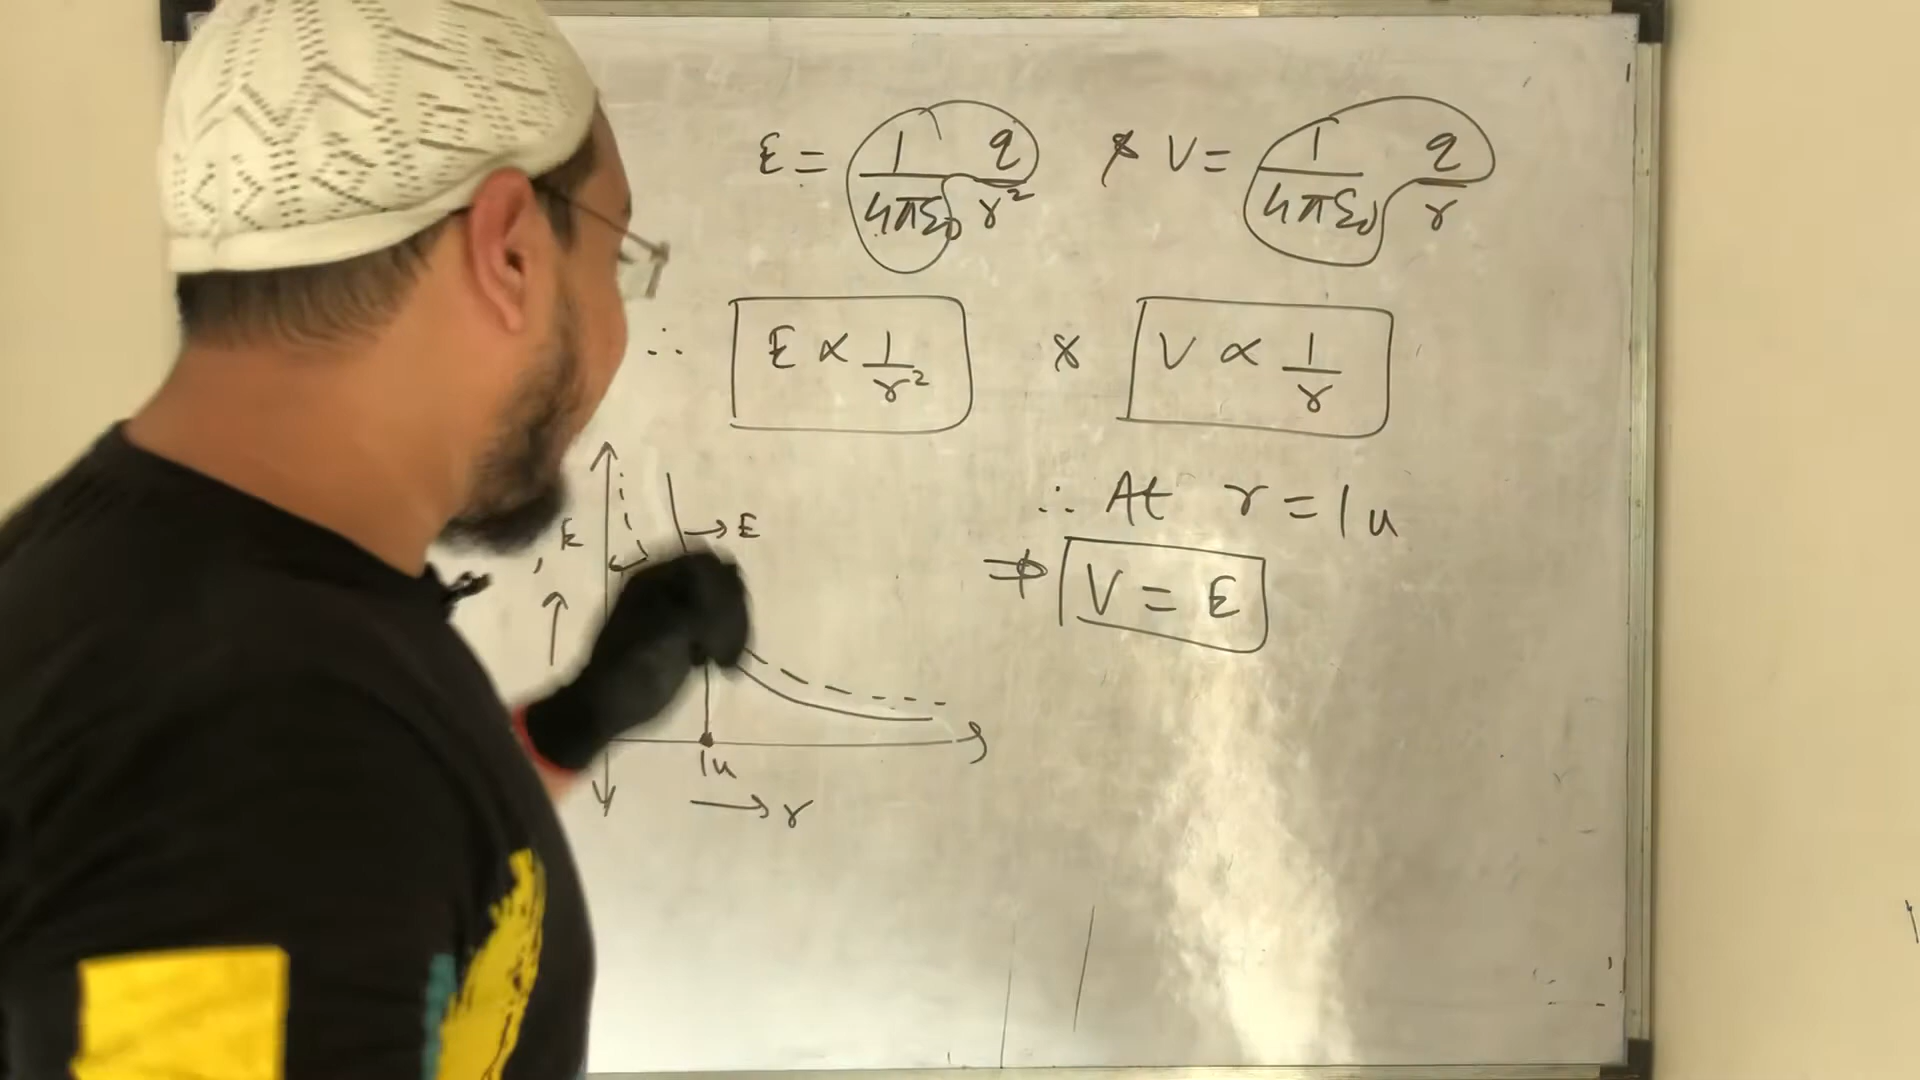 E = 1/4πε0 q/r² & V = 1/4πε0 q/r
∴ E ∝ 1/r² & V ∝ 1/r
∴ At r = 1u
⇒ V = E
E
→ E
1u
→ r